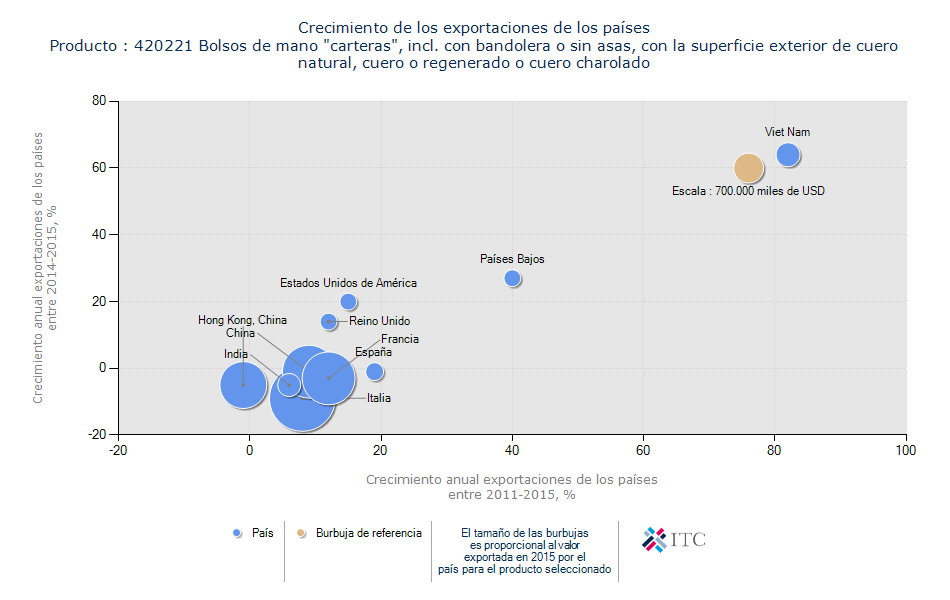 Crecimiento de los exportaciones de los países
Producto : 420221 Bolsos de mano "carteras", incl. con bandolera o sin asas, con la superficie exterior de cuero
natural, cuero o regenerado o cuero charolado
Crecimiento anual exportaciones de los países
entre 2014-2015, %
80
60
40
20
0
-20
Viet Nam
Escala : 700.000 miles de USD
Países Bajos
Estados Unidos de América
Hong Kong, China
Reino Unido
China
Francia
India
España
Italia
-20
0
20
40
60
80
100
Crecimiento anual exportaciones de los países
entre 2011-2015, %
País
Burbuja de referencia
El tamaño de las burbujas
es proporcional al valor
exportada en 2015 por el
país para el producto seleccionado
ITC